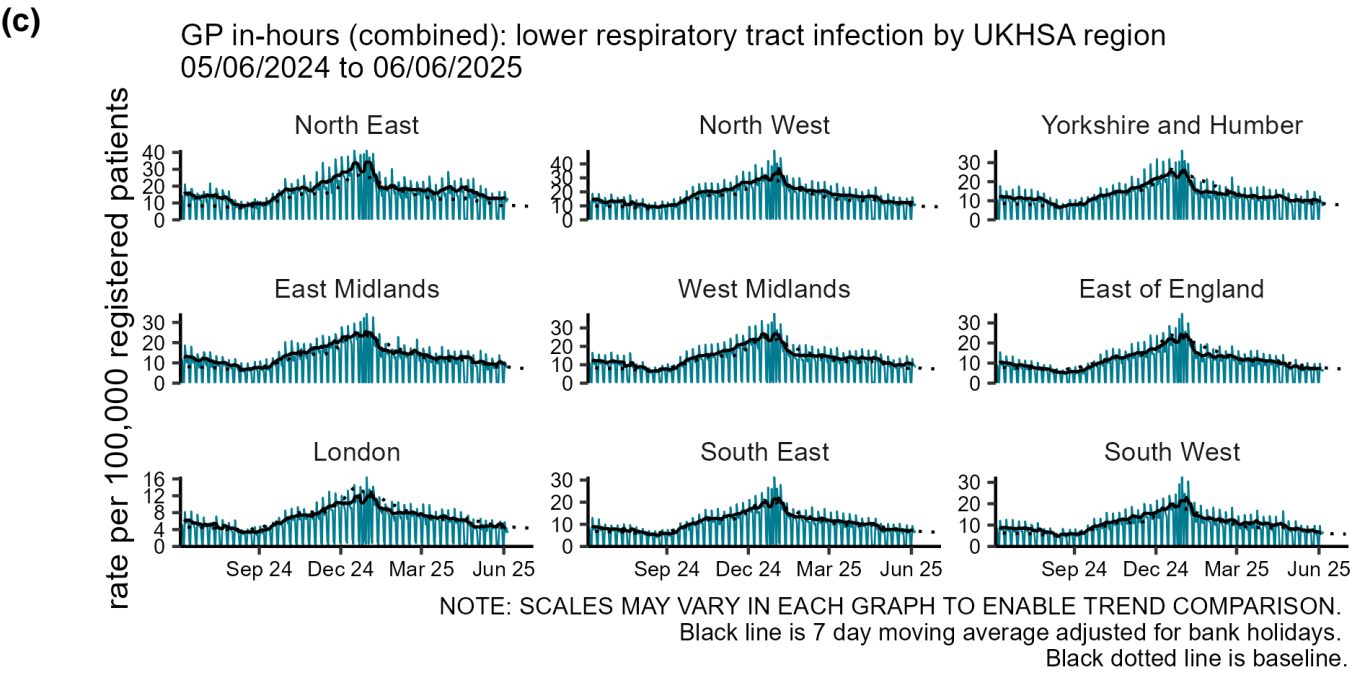 (c)
GP in-hours (combined): lower respiratory tract infection by UKHSA region
05/06/2024 to 06/06/2025
rate per 100,000 registered patients
North East
40
30
20
10
0
North West
40
30
20
10
0
Yorkshire and Humber
30
20
10
0
East Midlands
30
20
10
0
West Midlands
30
20
10
0
East of England
30
20
10
0
London
16
12
8
4
0
Sep 24 Dec 24 Mar 25 Jun 25
South East
30
20
10
0
Sep 24 Dec 24 Mar 25 Jun 25
South West
30
20
10
0
Sep 24 Dec 24 Mar 25 Jun 25
NOTE: SCALES MAY VARY IN EACH GRAPH TO ENABLE TREND COMPARISON.
Black line is 7 day moving average adjusted for bank holidays.
Black dotted line is baseline.